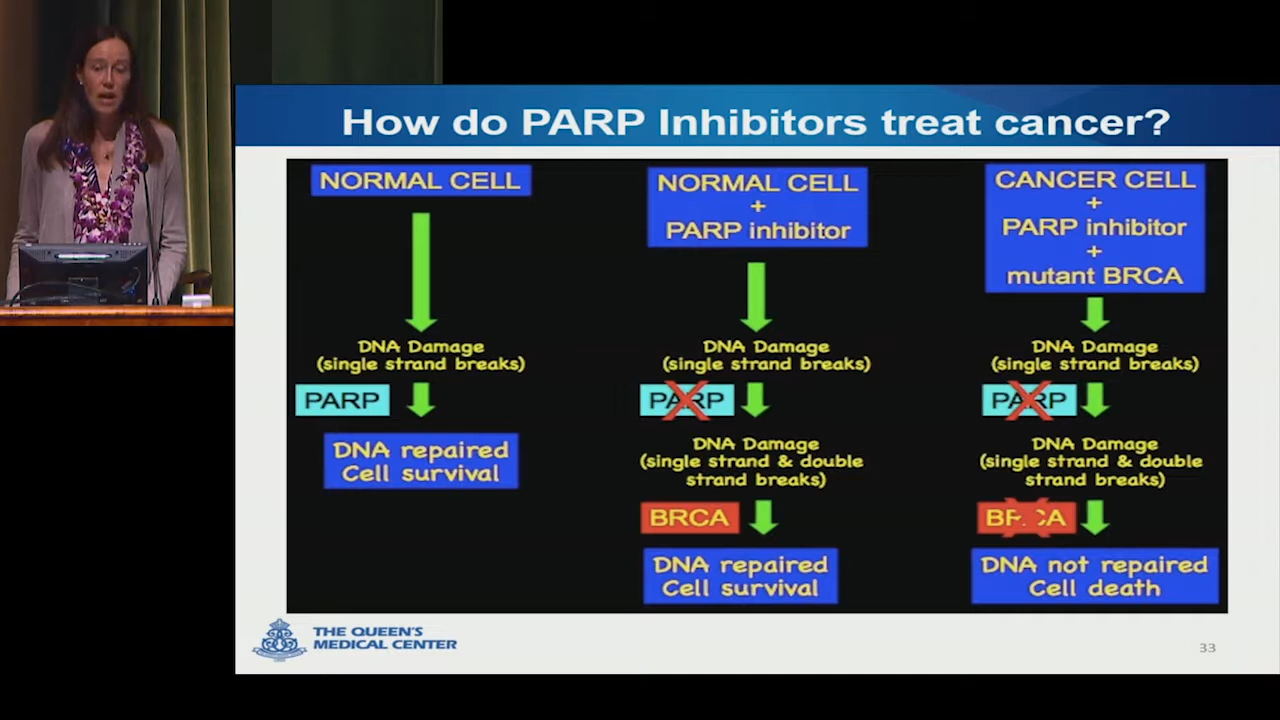 How do PARP Inhibitors treat cancer?
NORMAL CELL
DNA Damage
(single strand breaks)
PARP
DNA repaired
Cell survival
NORMAL CELL
+
PARP inhibitor
DNA Damage
(single strand breaks)
PARP
DNA Damage
(single strand & double
strand breaks)
BRCA
DNA repaired
Cell survival
CANCER CELL
+
PARP inhibitor
+
mutant BRCA
DNA Damage
(single strand breaks)
PARP
DNA Damage
(single strand & double
strand breaks)
BRCA
DNA not repaired
Cell death
THE QUEEN'S
MEDICAL CENTER
33